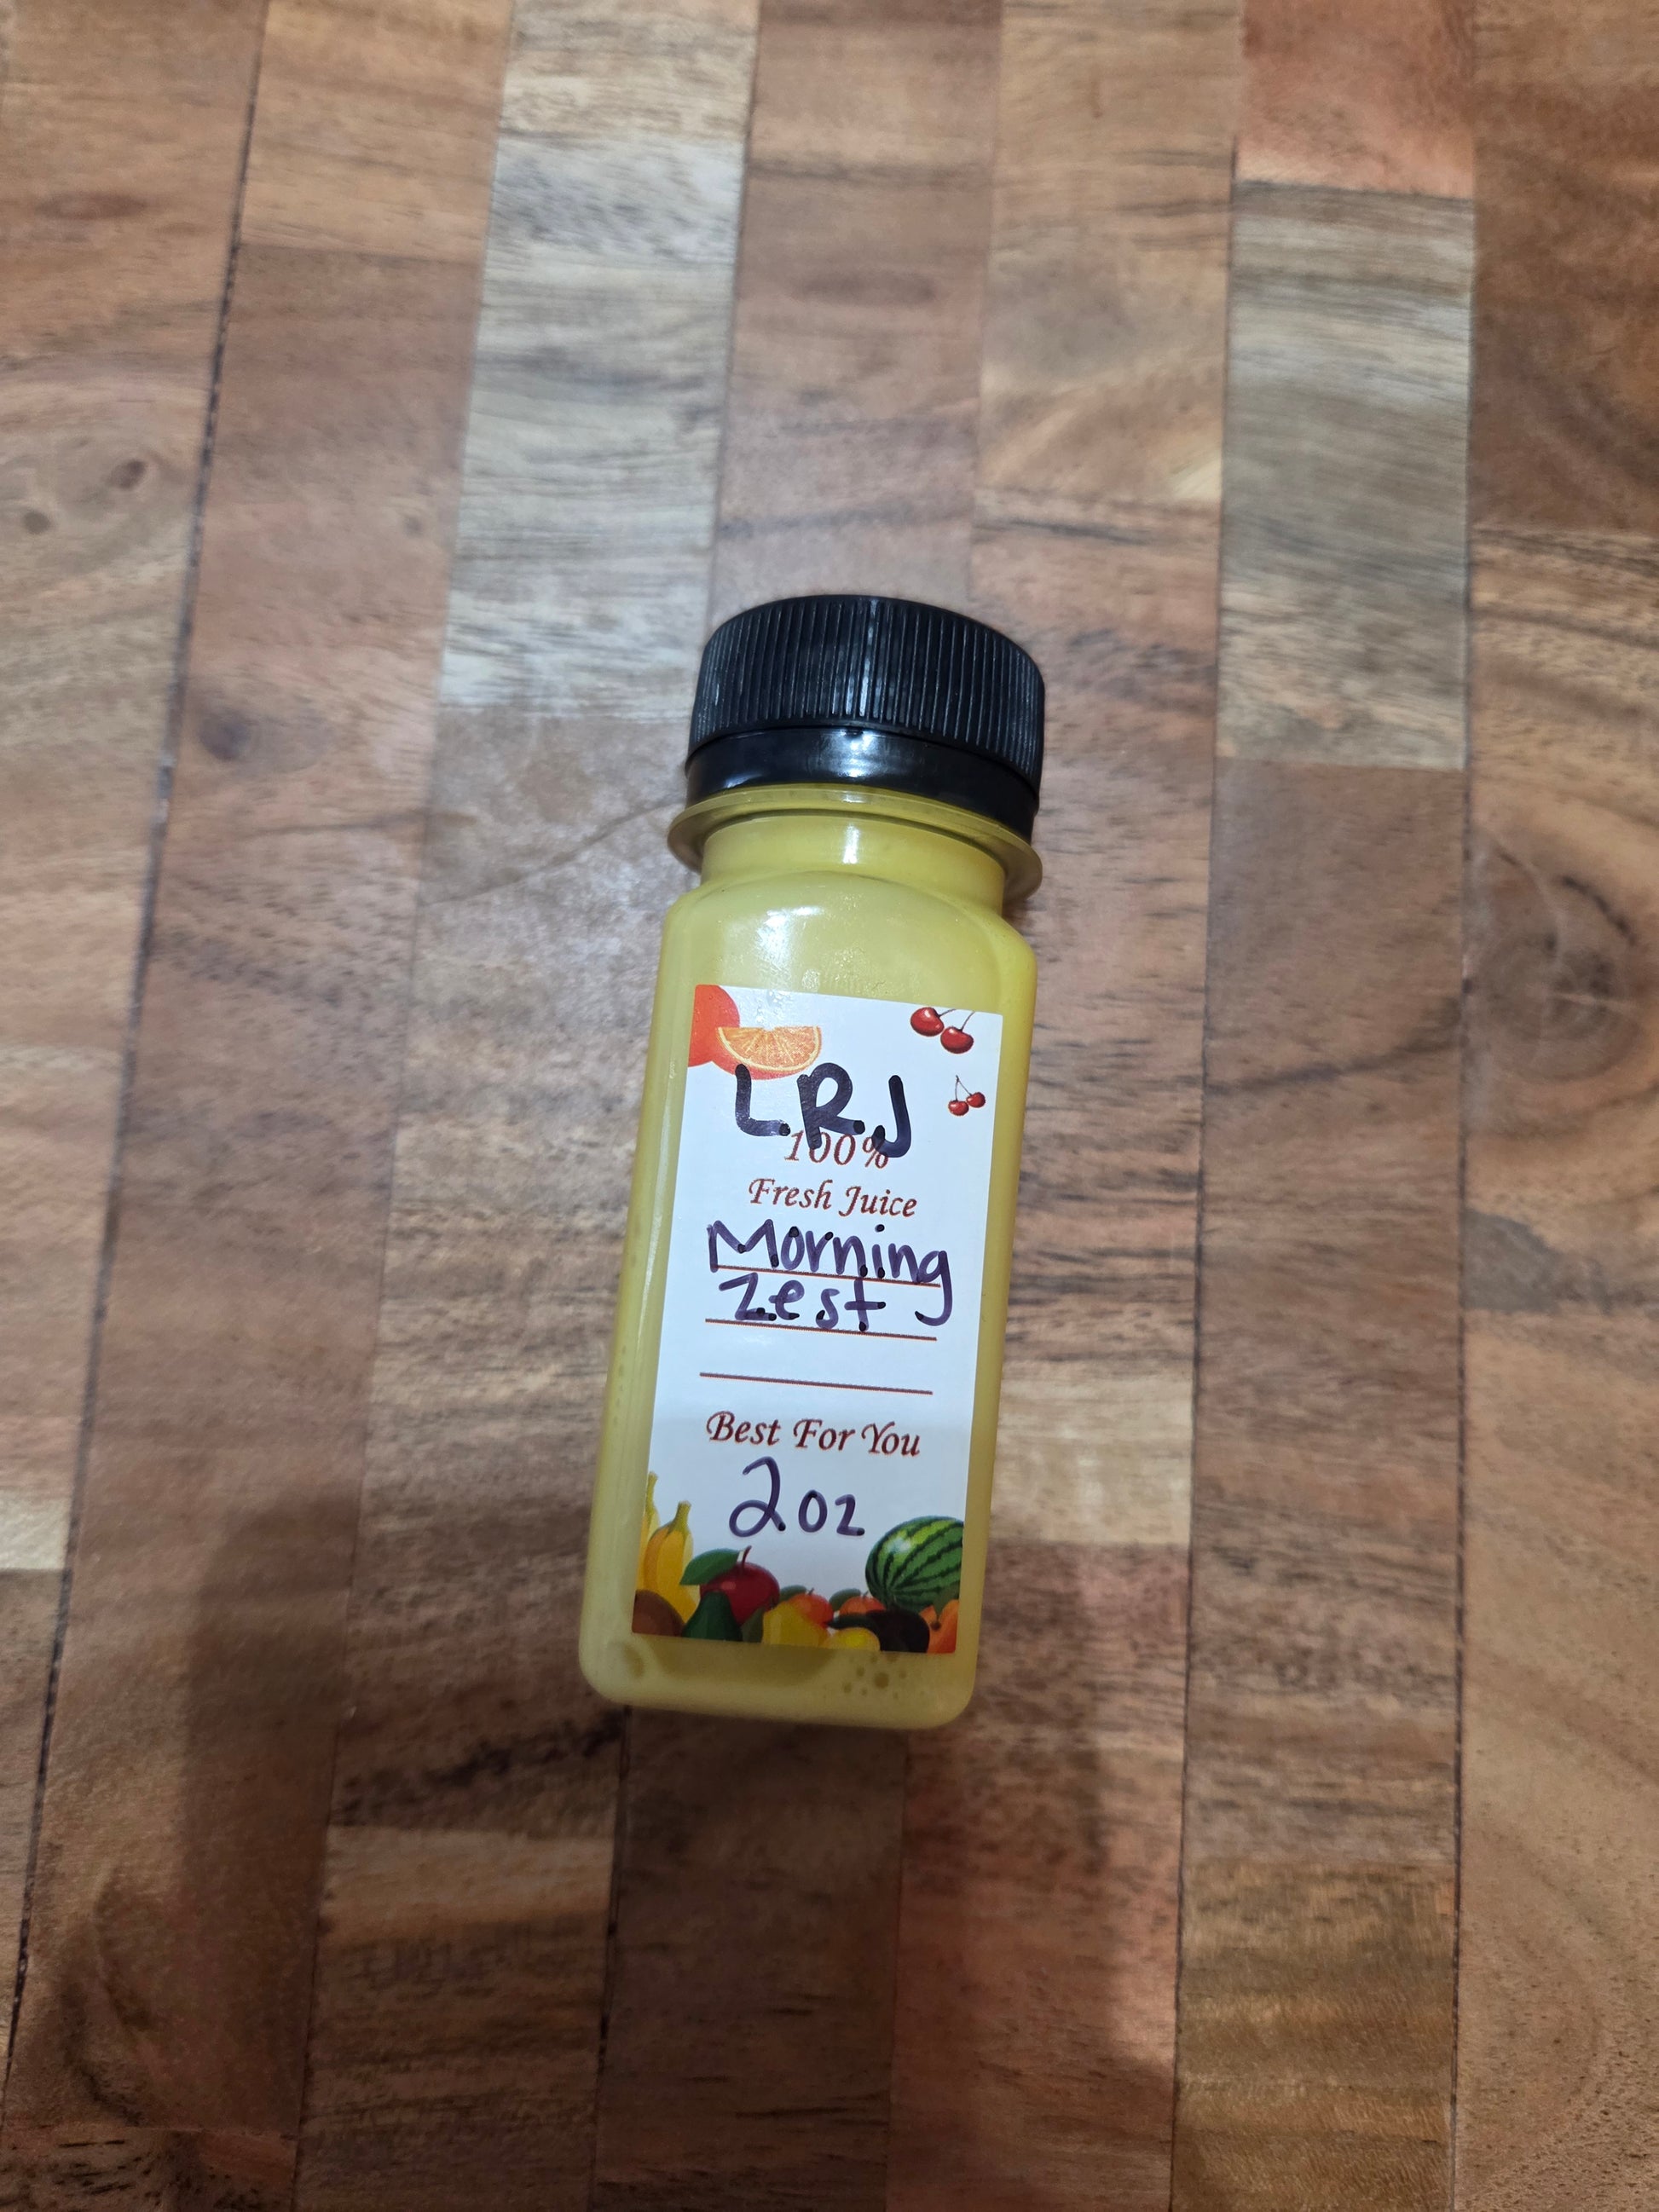 L.R.J
100%
Fresh Juice
Morning
Zest
Best For You
2oz